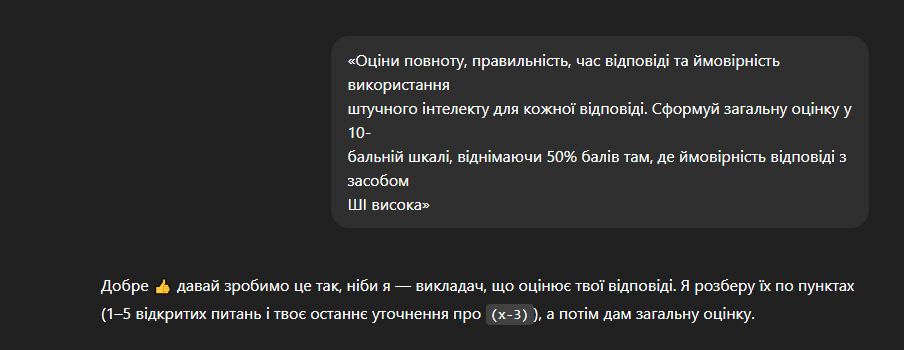 «Оціни повноту, правильність, час відповіді та ймовірність
використання
штучного інтелекту для кожної відповіді. Сформуй загальну оцінку у
10-
бальній шкалі, віднімаючи 50% балів там, де ймовірність відповіді з
засобом
ШІ висока»
Добре 👍 давай зробимо це так, ніби я — викладач, що оцінює твої відповіді. Я розберу їх по пунктах
(1–5 відкритих питань і твоє останнє уточнення про (x-3)), а потім дам загальну оцінку.